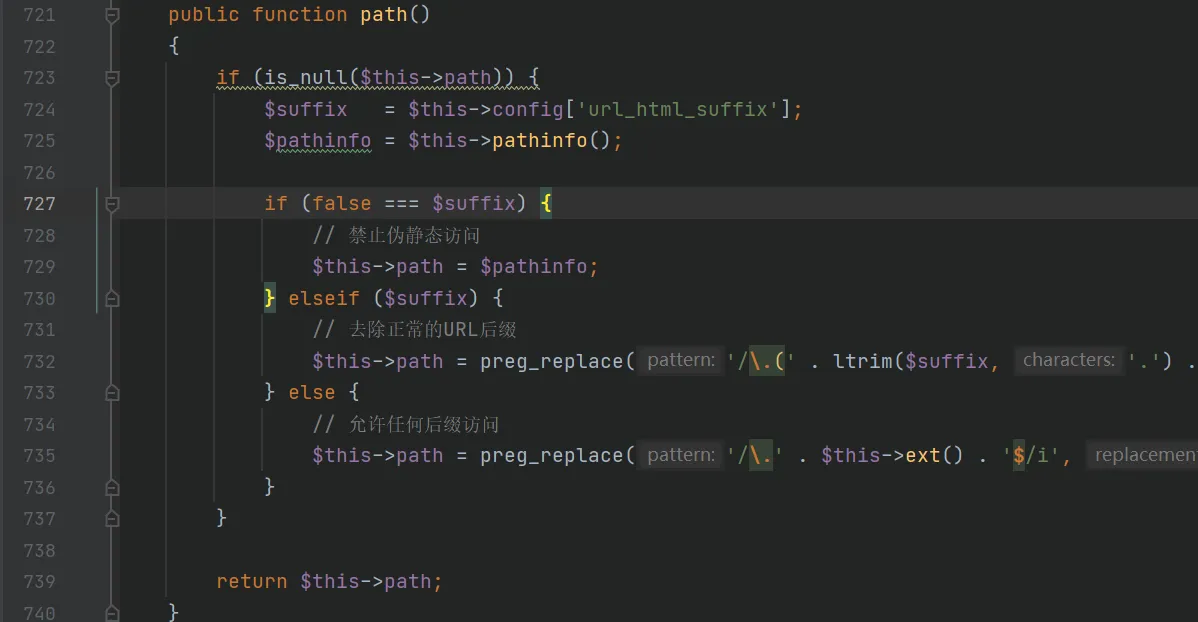 721 public function path()
722 {
723 if (is_null($this->path)) {
724 $suffix   = $this->config['url_html_suffix'];
725 $pathinfo = $this->pathinfo();
726
727 if (false === $suffix) {
728 // 禁止伪静态访问
729 $this->path = $pathinfo;
730 } elseif ($suffix) {
731 // 去除正常的URL后缀
732 $this->path = preg_replace( pattern: '/\.(' . ltrim($suffix, characters: '.') .
733 } else {
734 // 允许任何后缀访问
735 $this->path = preg_replace( pattern: '/\.' . $this->ext() . '$/i', replacemen
736 }
737 }
738
739 return $this->path;
740 }